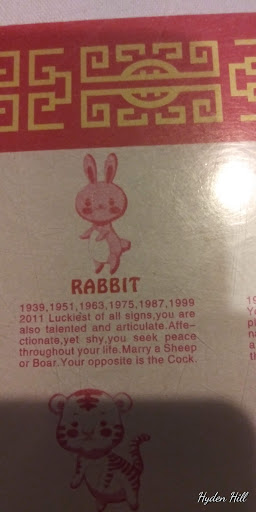 RABBIT
1939,1951,1963,1975,1987,1999
2011 Luckiest of all signs,you are
also talented and articulate.Affe-
ctionate,yet shy,you seek peace
throughout your life.Marry a Sheep
or Boar.Your opposite is the Cock.
Hyden Hill